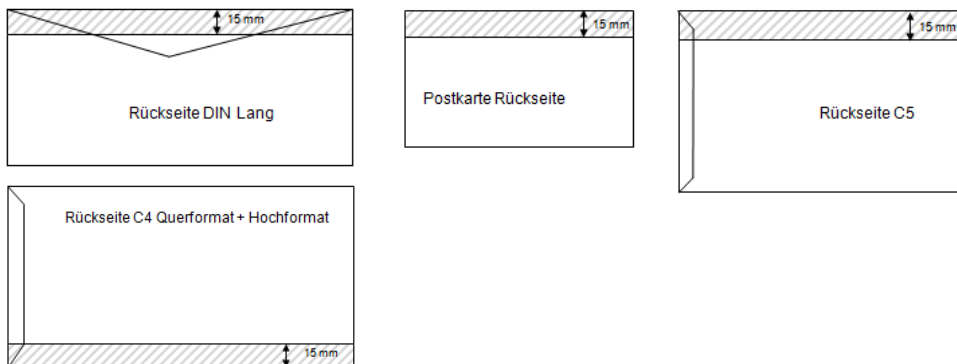 15 mm
Rückseite DIN Lang
15 mm
Postkarte Rückseite
15 mm
Rückseite C5
Rückseite C4 Querformat + Hochformat
15 mm